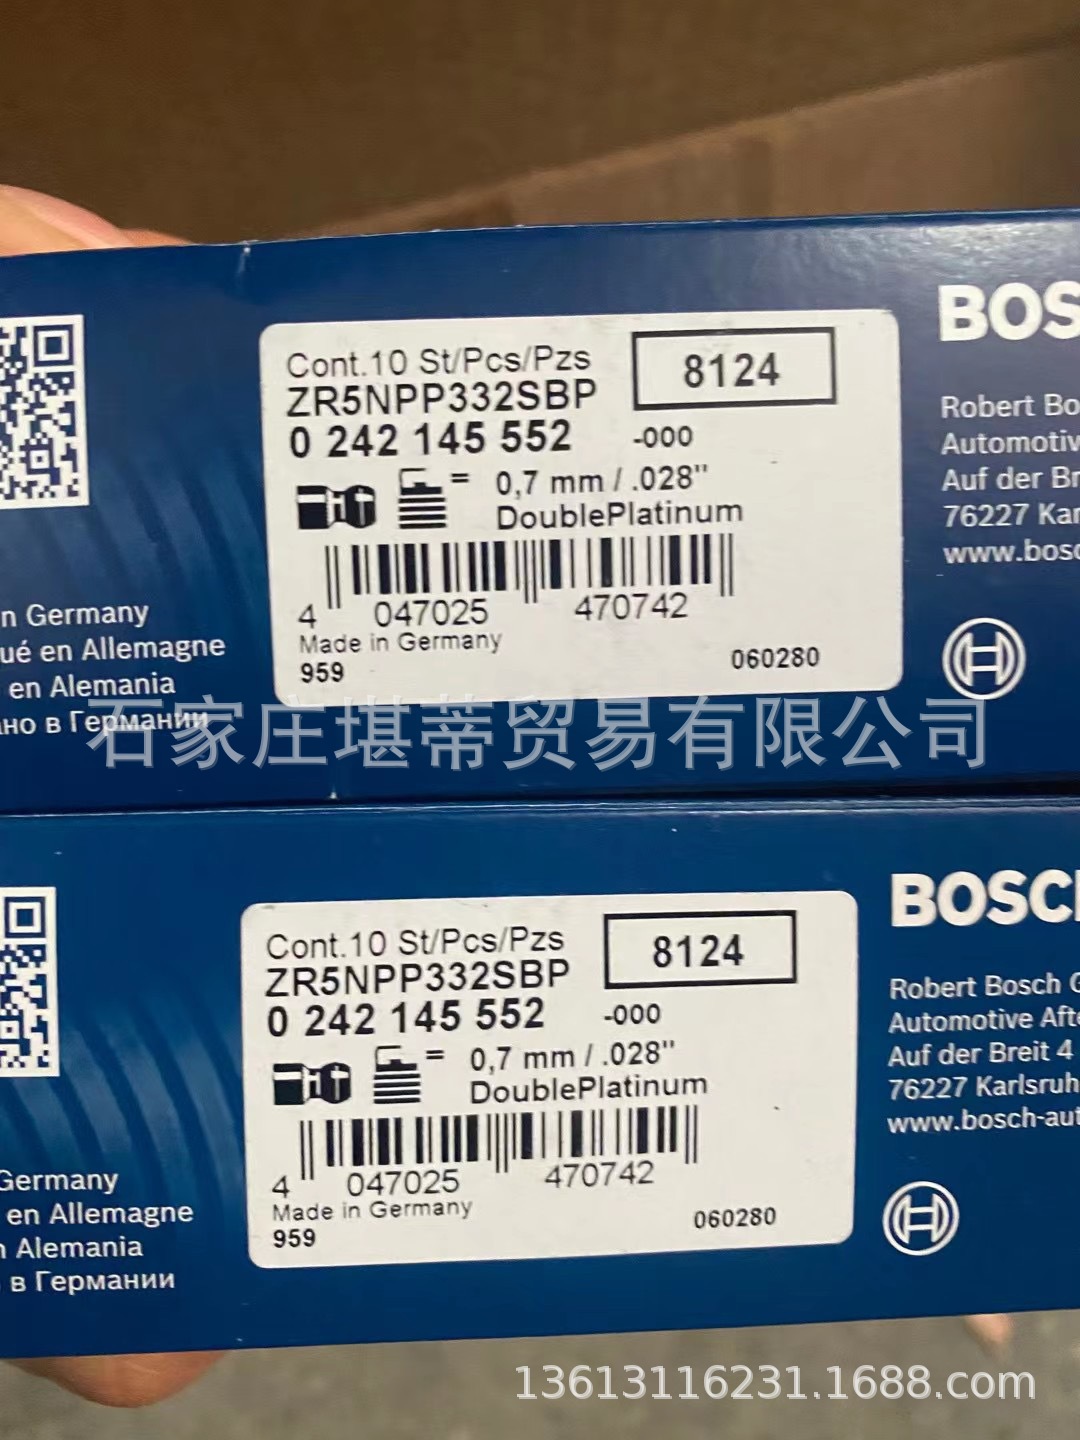 BOS
Cont.10 St/Pcs/Pzs
8124
ZR5NPP332SBP
0 242 145 552 -000
= 0,7 mm / .028"
DoublePlatinum
4 047025 470742
Made in Germany
959 060280
Robert Bo
Automotiv
Auf der Br
76227 Kar
www.bosc
n Germany
ué en Allemagne
en Alemania
но в Германии
石家庄堪蒂贸易有限公司
BOSCH
Cont.10 St/Pcs/Pzs
8124
ZR5NPP332SBP
0 242 145 552 -000
= 0,7 mm / .028"
DoublePlatinum
4 047025 470742
Made in Germany
959 060280
Robert Bosch G
Automotive Afte
Auf der Breit 4
76227 Karlsruh
www.bosch-aut
Germany
en Allemagne
n Alemania
в Германии
13613116231.1688.com